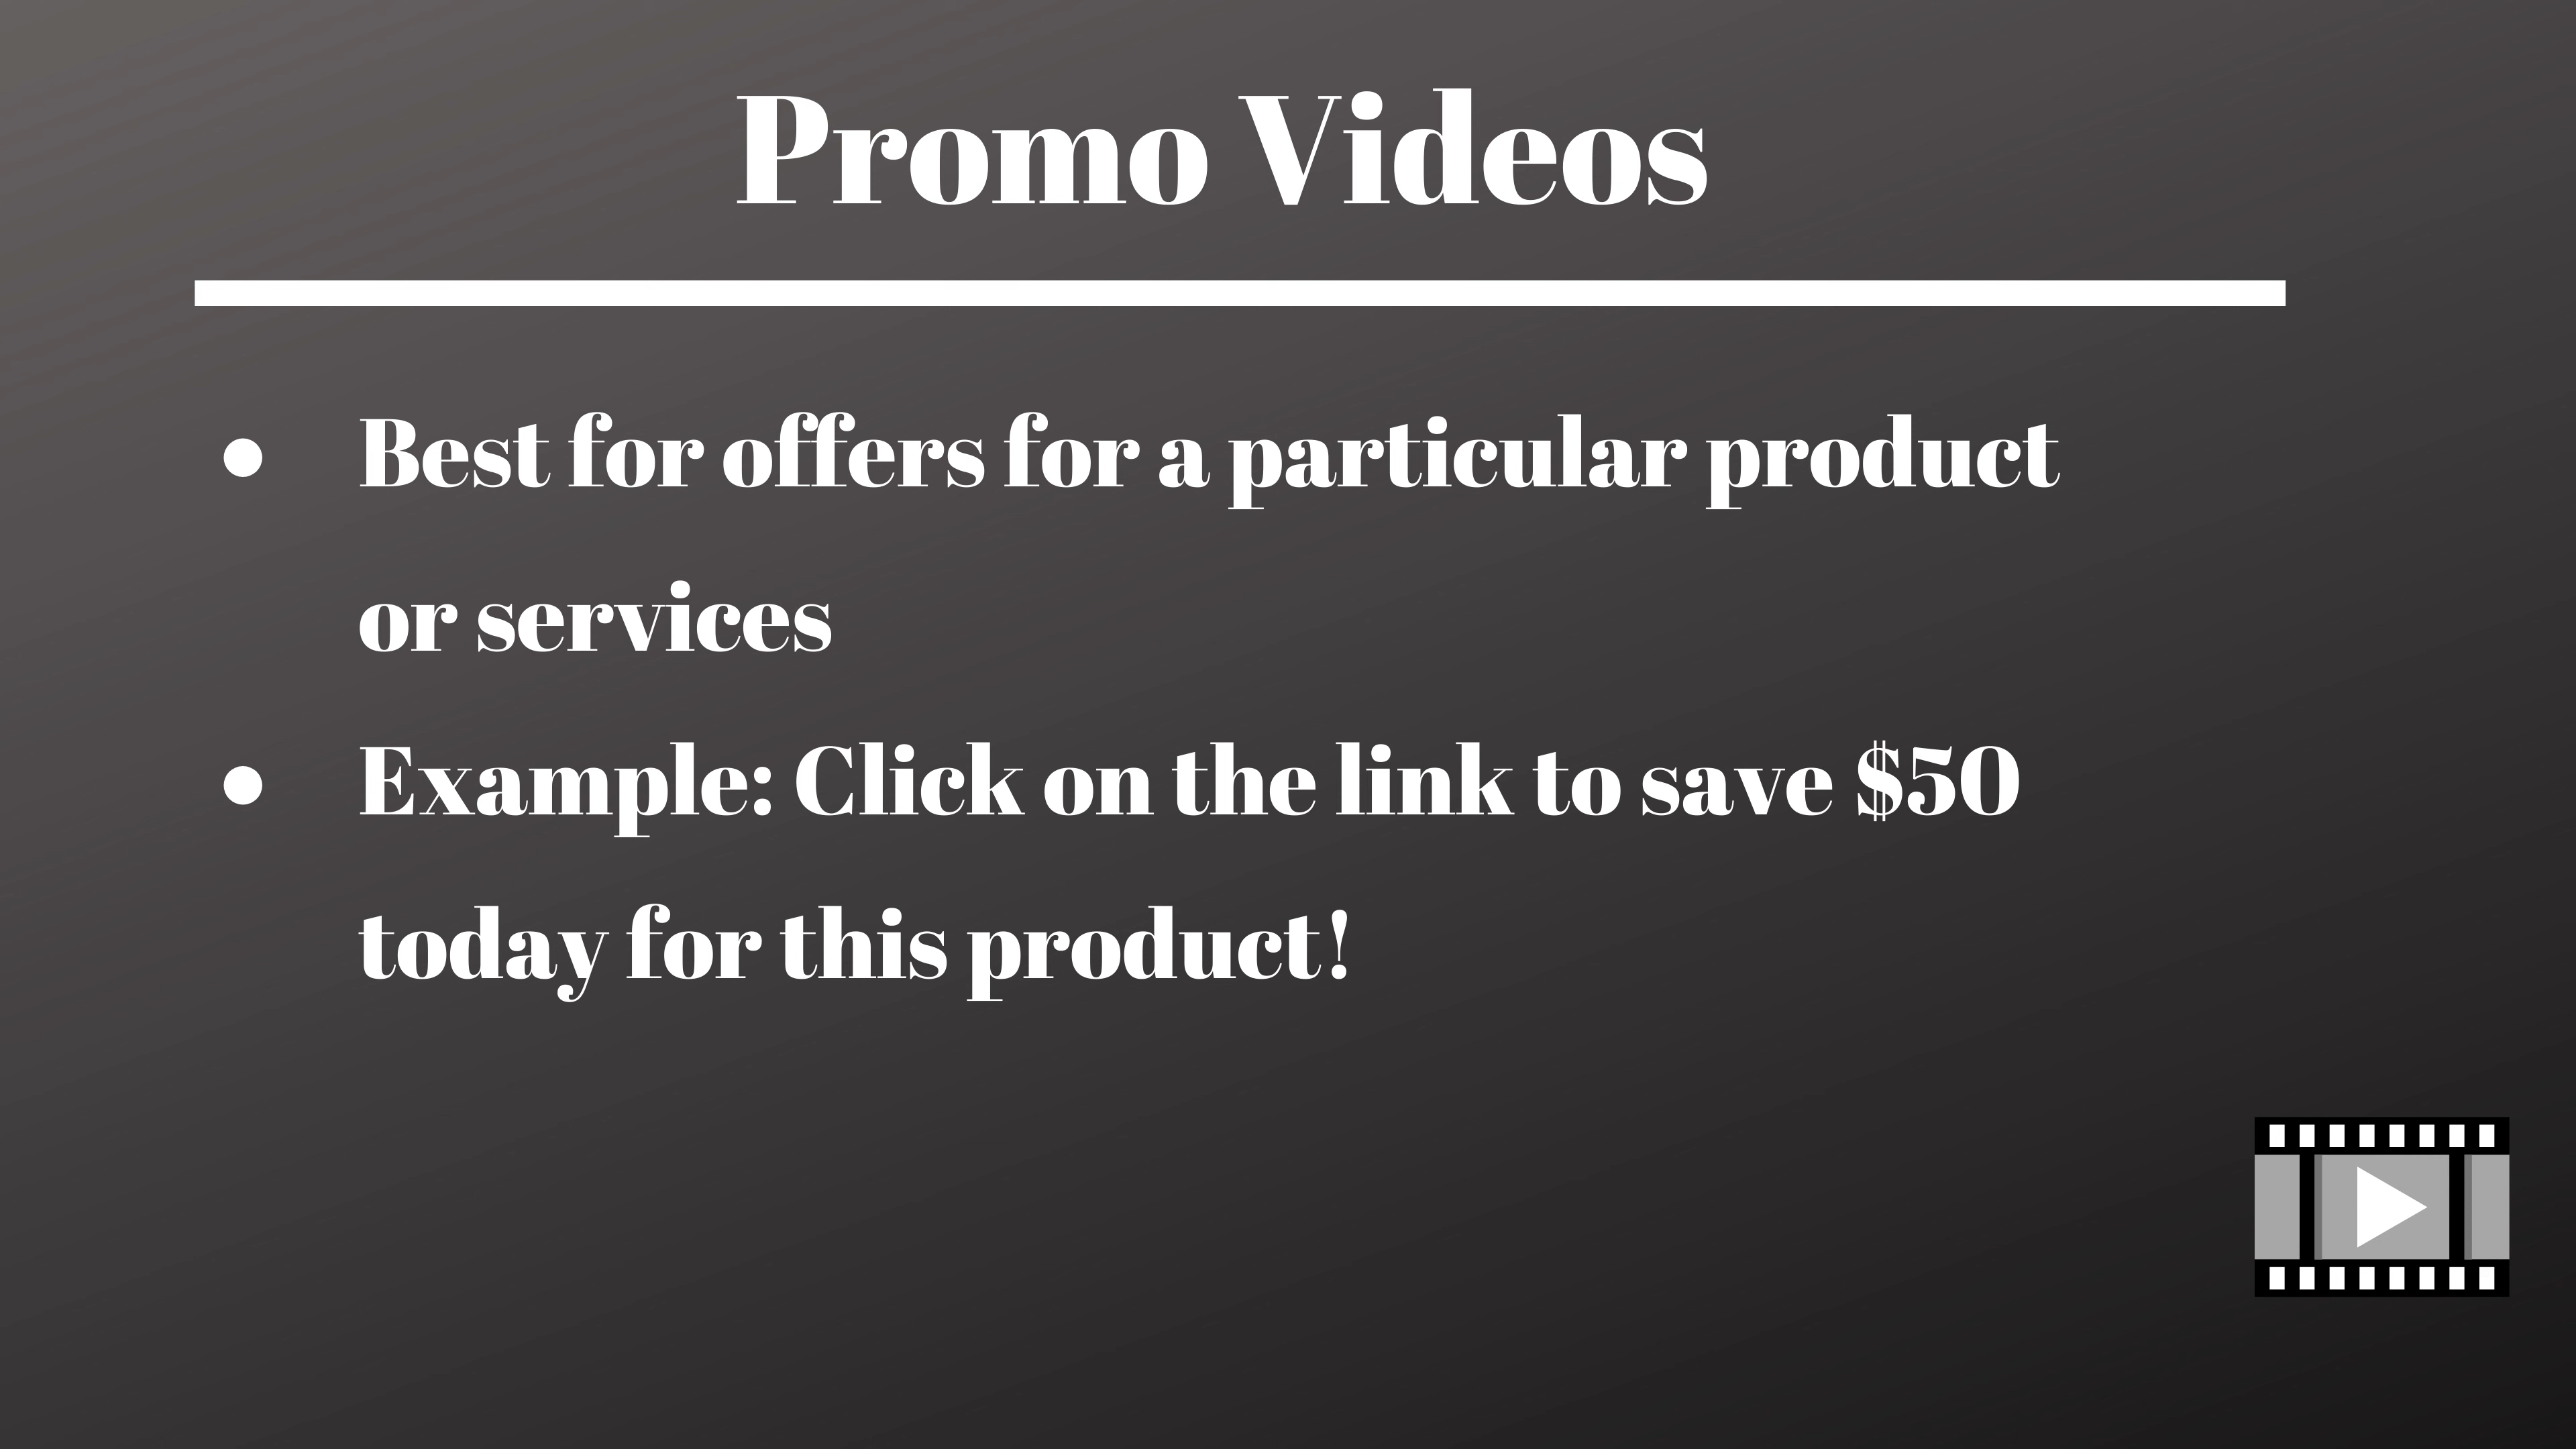 Promo Videos
● Best for offers for a particular product
or services
● Example: Click on the link to save $50
today for this product!